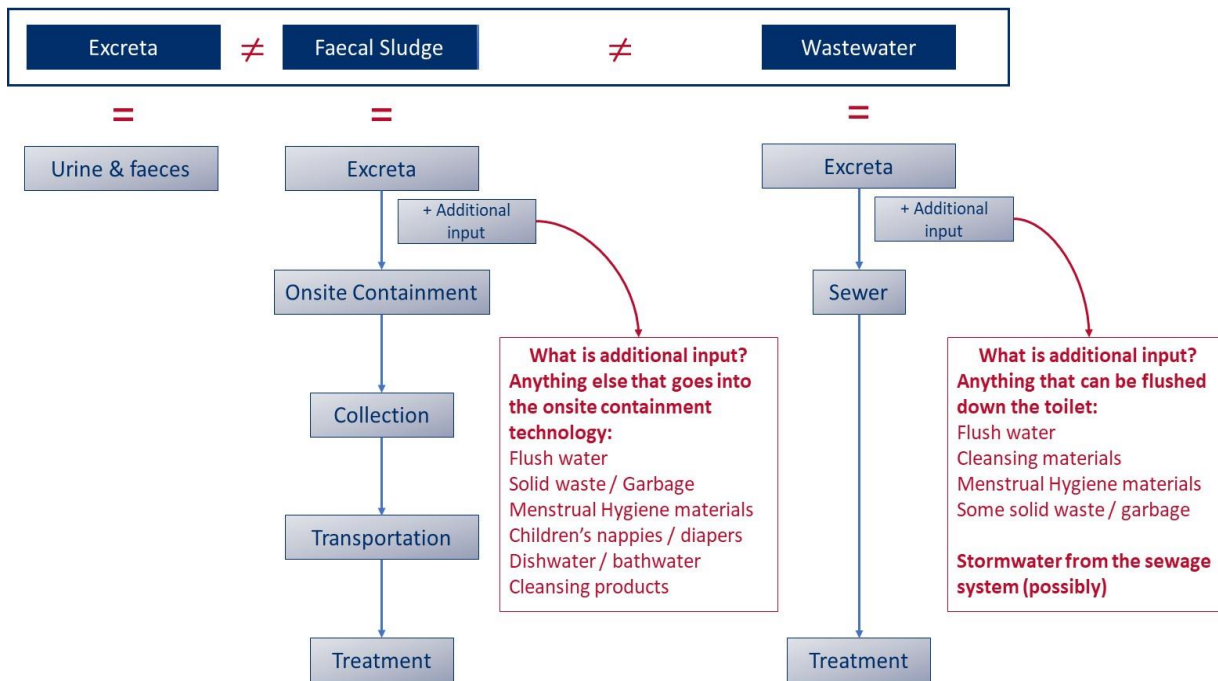 Excreta ≠ Faecal Sludge ≠ Wastewater
= = =
Urine & faeces
Excreta
+ Additional
input
Onsite Containment
Collection
Transportation
Treatment
What is additional input?
Anything else that goes into
the onsite containment
technology:
Flush water
Solid waste / Garbage
Menstrual Hygiene materials
Children’s nappies / diapers
Dishwater / bathwater
Cleansing products
Excreta
+ Additional
input
Sewer
Treatment
What is additional input?
Anything that can be flushed
down the toilet:
Flush water
Cleansing materials
Menstrual Hygiene materials
Some solid waste / garbage
Stormwater from the sewage
system (possibly)